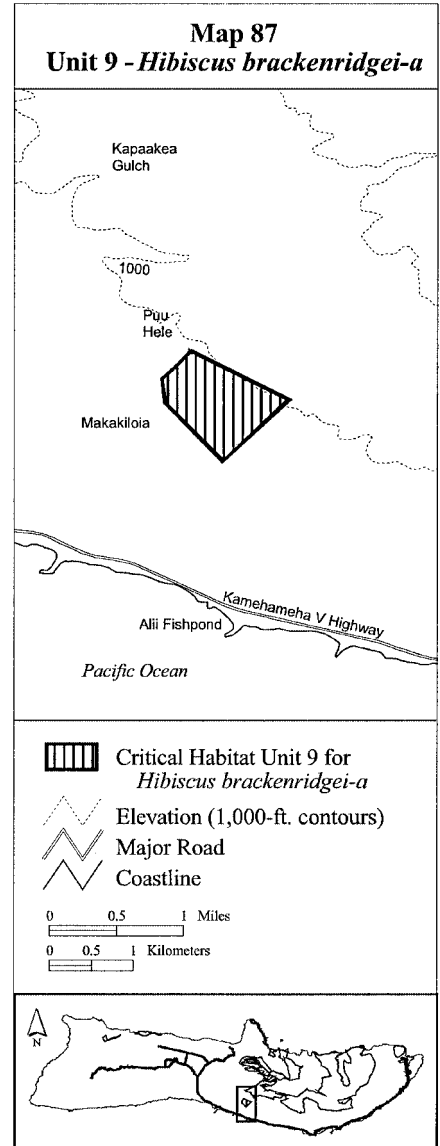 Map 87
Unit 9 - Hibiscus brackenridgei-a
Kapaakea
Gulch
1000
Puu
Hele
Makakiloia
Kamehameha V Highway
Alii Fishpond
Pacific Ocean
Critical Habitat Unit 9 for
Hibiscus brackenridgei-a
Elevation (1,000-ft. contours)
Major Road
Coastline
0 0.5 1 Miles
0 0.5 1 Kilometers
N